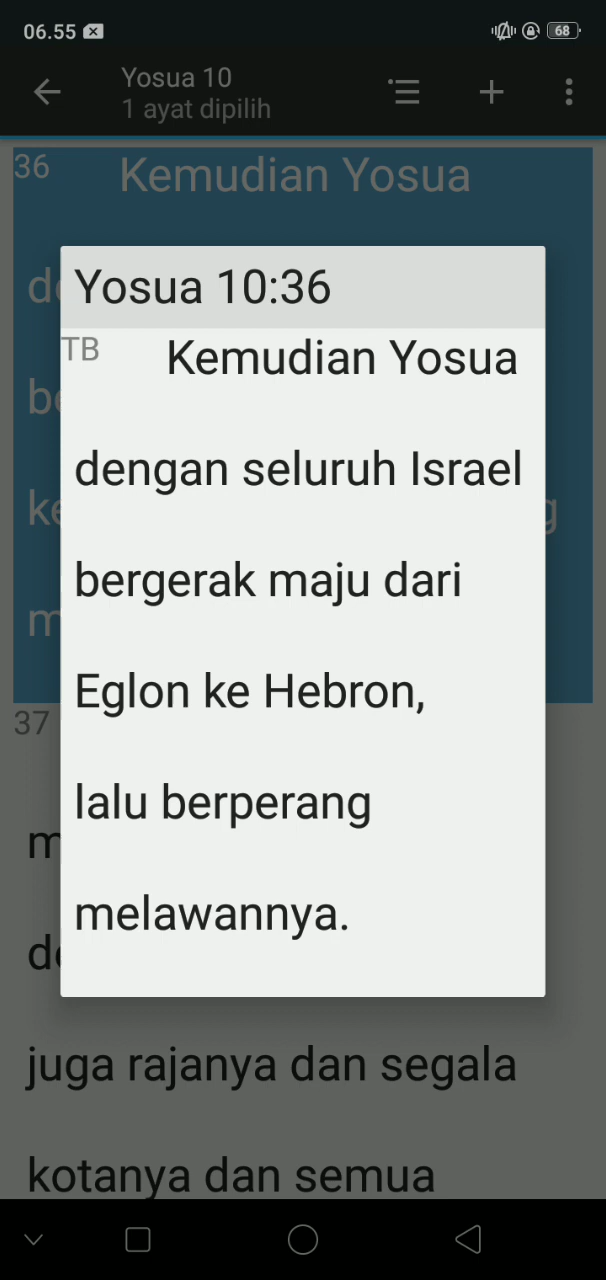 06.55
68
Yosua 10
1 ayat dipilih
36 Kemudian Yosua
Yosua 10:36
TB Kemudian Yosua
dengan seluruh Israel
bergerak maju dari
Eglon ke Hebron,
lalu berperang
melawannya.
37
juga rajanya dan segala
kotanya dan semua